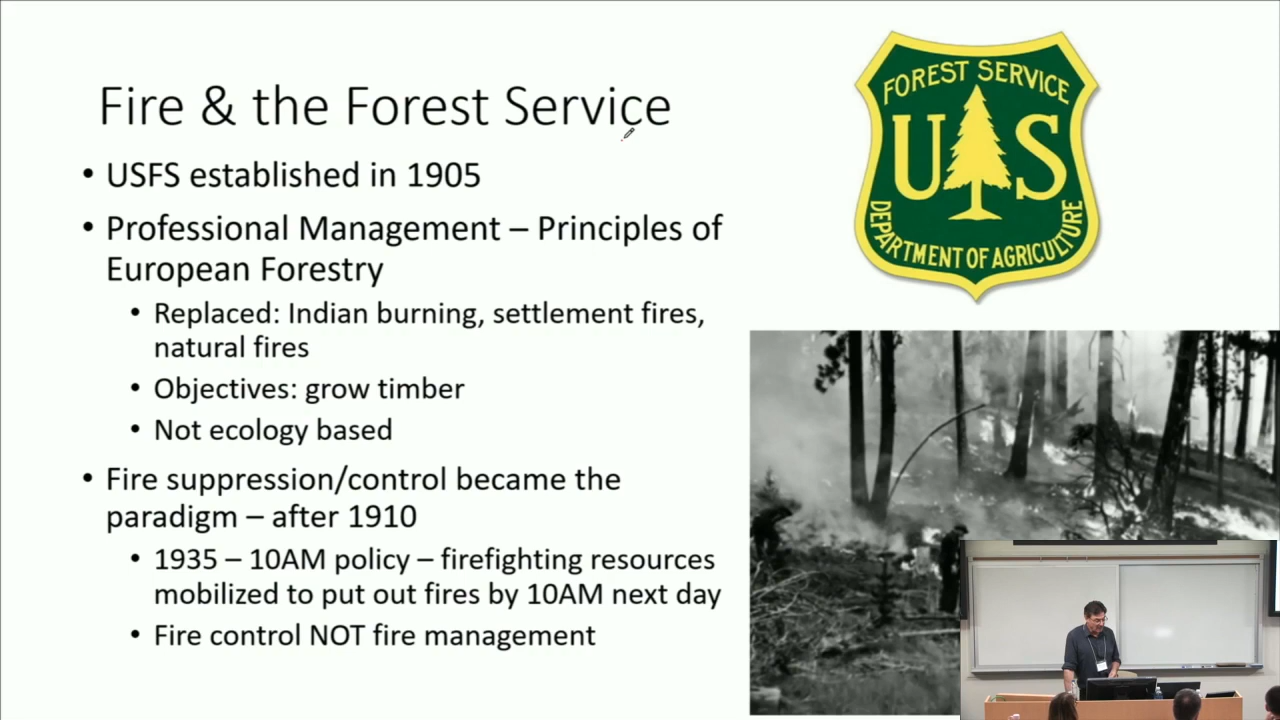 Fire & the Forest Service
• USFS established in 1905
• Professional Management – Principles of
European Forestry
• Replaced: Indian burning, settlement fires,
natural fires
• Objectives: grow timber
• Not ecology based
• Fire suppression/control became the
paradigm – after 1910
• 1935 – 10AM policy – firefighting resources
mobilized to put out fires by 10AM next day
• Fire control NOT fire management
FOREST SERVICE
U S
DEPARTMENT OF AGRICULTURE